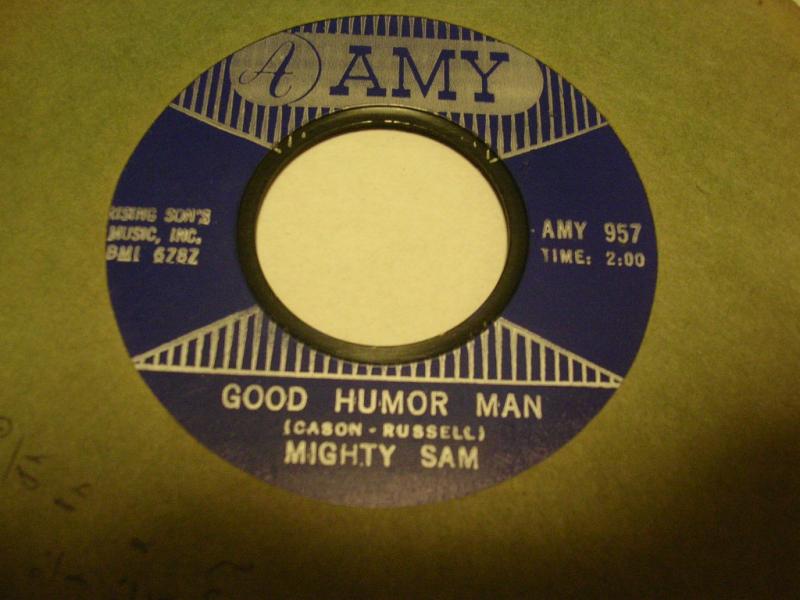 A AMY
RISING SON'S
MUSIC, INC.
BMI 6782
AMY 957
TIME: 2:00
GOOD HUMOR MAN
(CASON - RUSSELL)
MIGHTY SAM